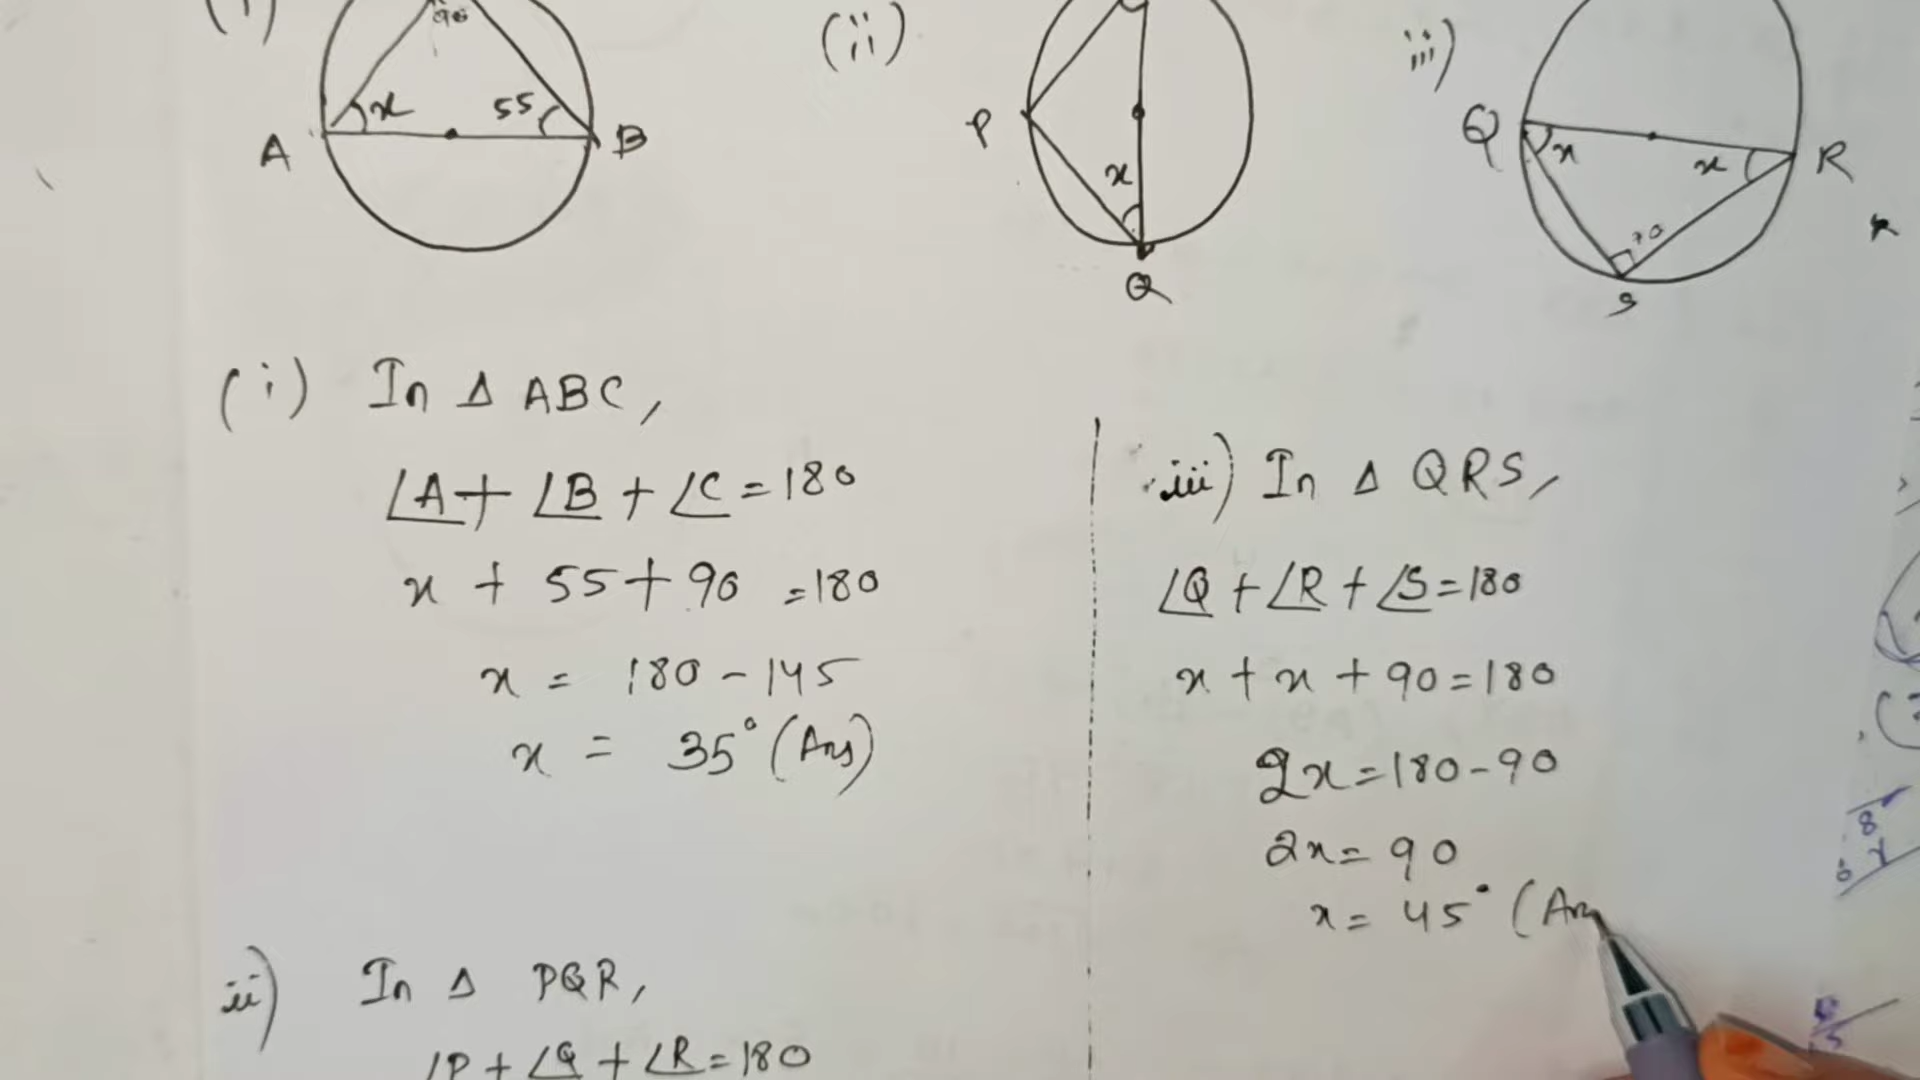 (i)
90
x
55
A
B
(ii)
P
x
Q
iii)
Q
x
x
R
90
S
(i) In Δ ABC,
∠A + ∠B + ∠C = 180
x + 55 + 90 = 180
x = 180 - 145
x = 35° (Ans)
ii) In Δ PQR,
∠P + ∠Q + ∠R = 180
iii) In Δ QRS,
∠Q + ∠R + ∠S = 180
x + x + 90 = 180
2x = 180 - 90
2x = 90
x = 45° (An